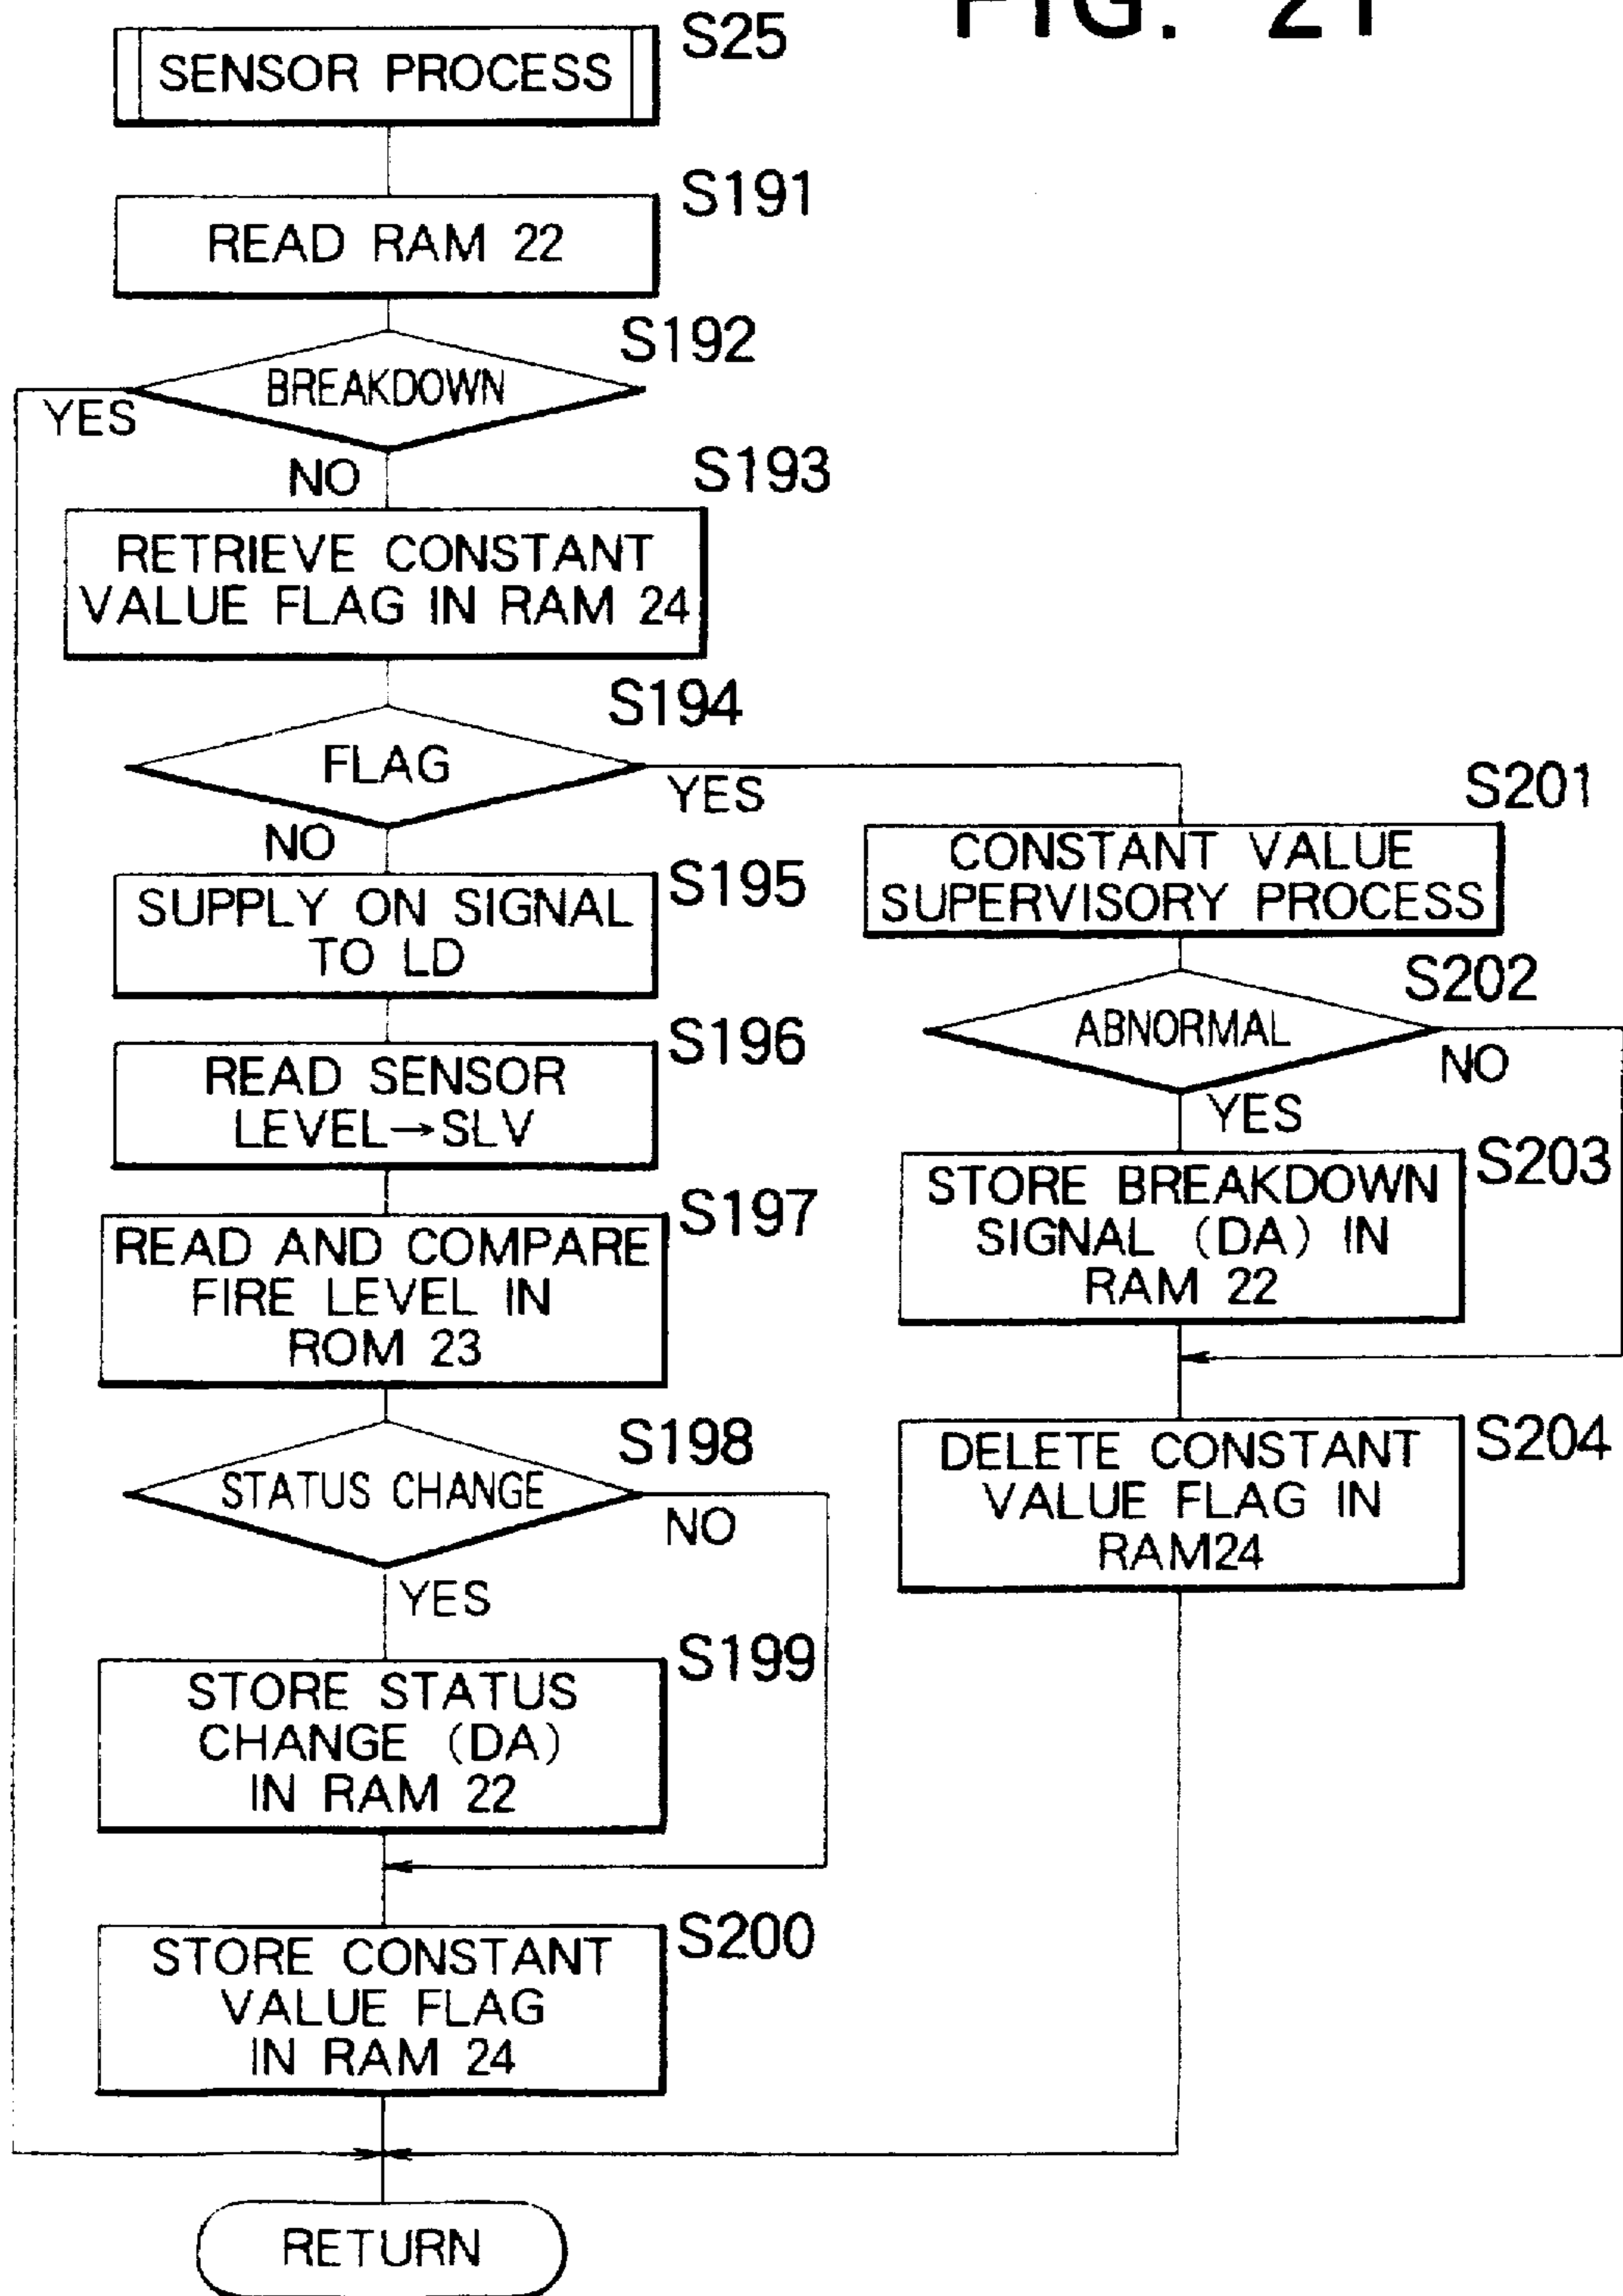 FIG. 21
S25
SENSOR PROCESS
S191
READ RAM 22
S192
BREAKDOWN
YES
NO
S193
RETRIEVE CONSTANT
VALUE FLAG IN RAM 24
S194
FLAG
YES
NO
S195
SUPPLY ON SIGNAL
TO LD
S196
READ SENSOR
LEVEL→SLV
S197
READ AND COMPARE
FIRE LEVEL IN
ROM 23
S198
STATUS CHANGE
NO
YES
S199
STORE STATUS
CHANGE (DA)
IN RAM 22
S200
STORE CONSTANT
VALUE FLAG
IN RAM 24
S201
CONSTANT VALUE
SUPERVISORY PROCESS
S202
ABNORMAL
NO
YES
S203
STORE BREAKDOWN
SIGNAL (DA) IN
RAM 22
S204
DELETE CONSTANT
VALUE FLAG IN
RAM24
RETURN